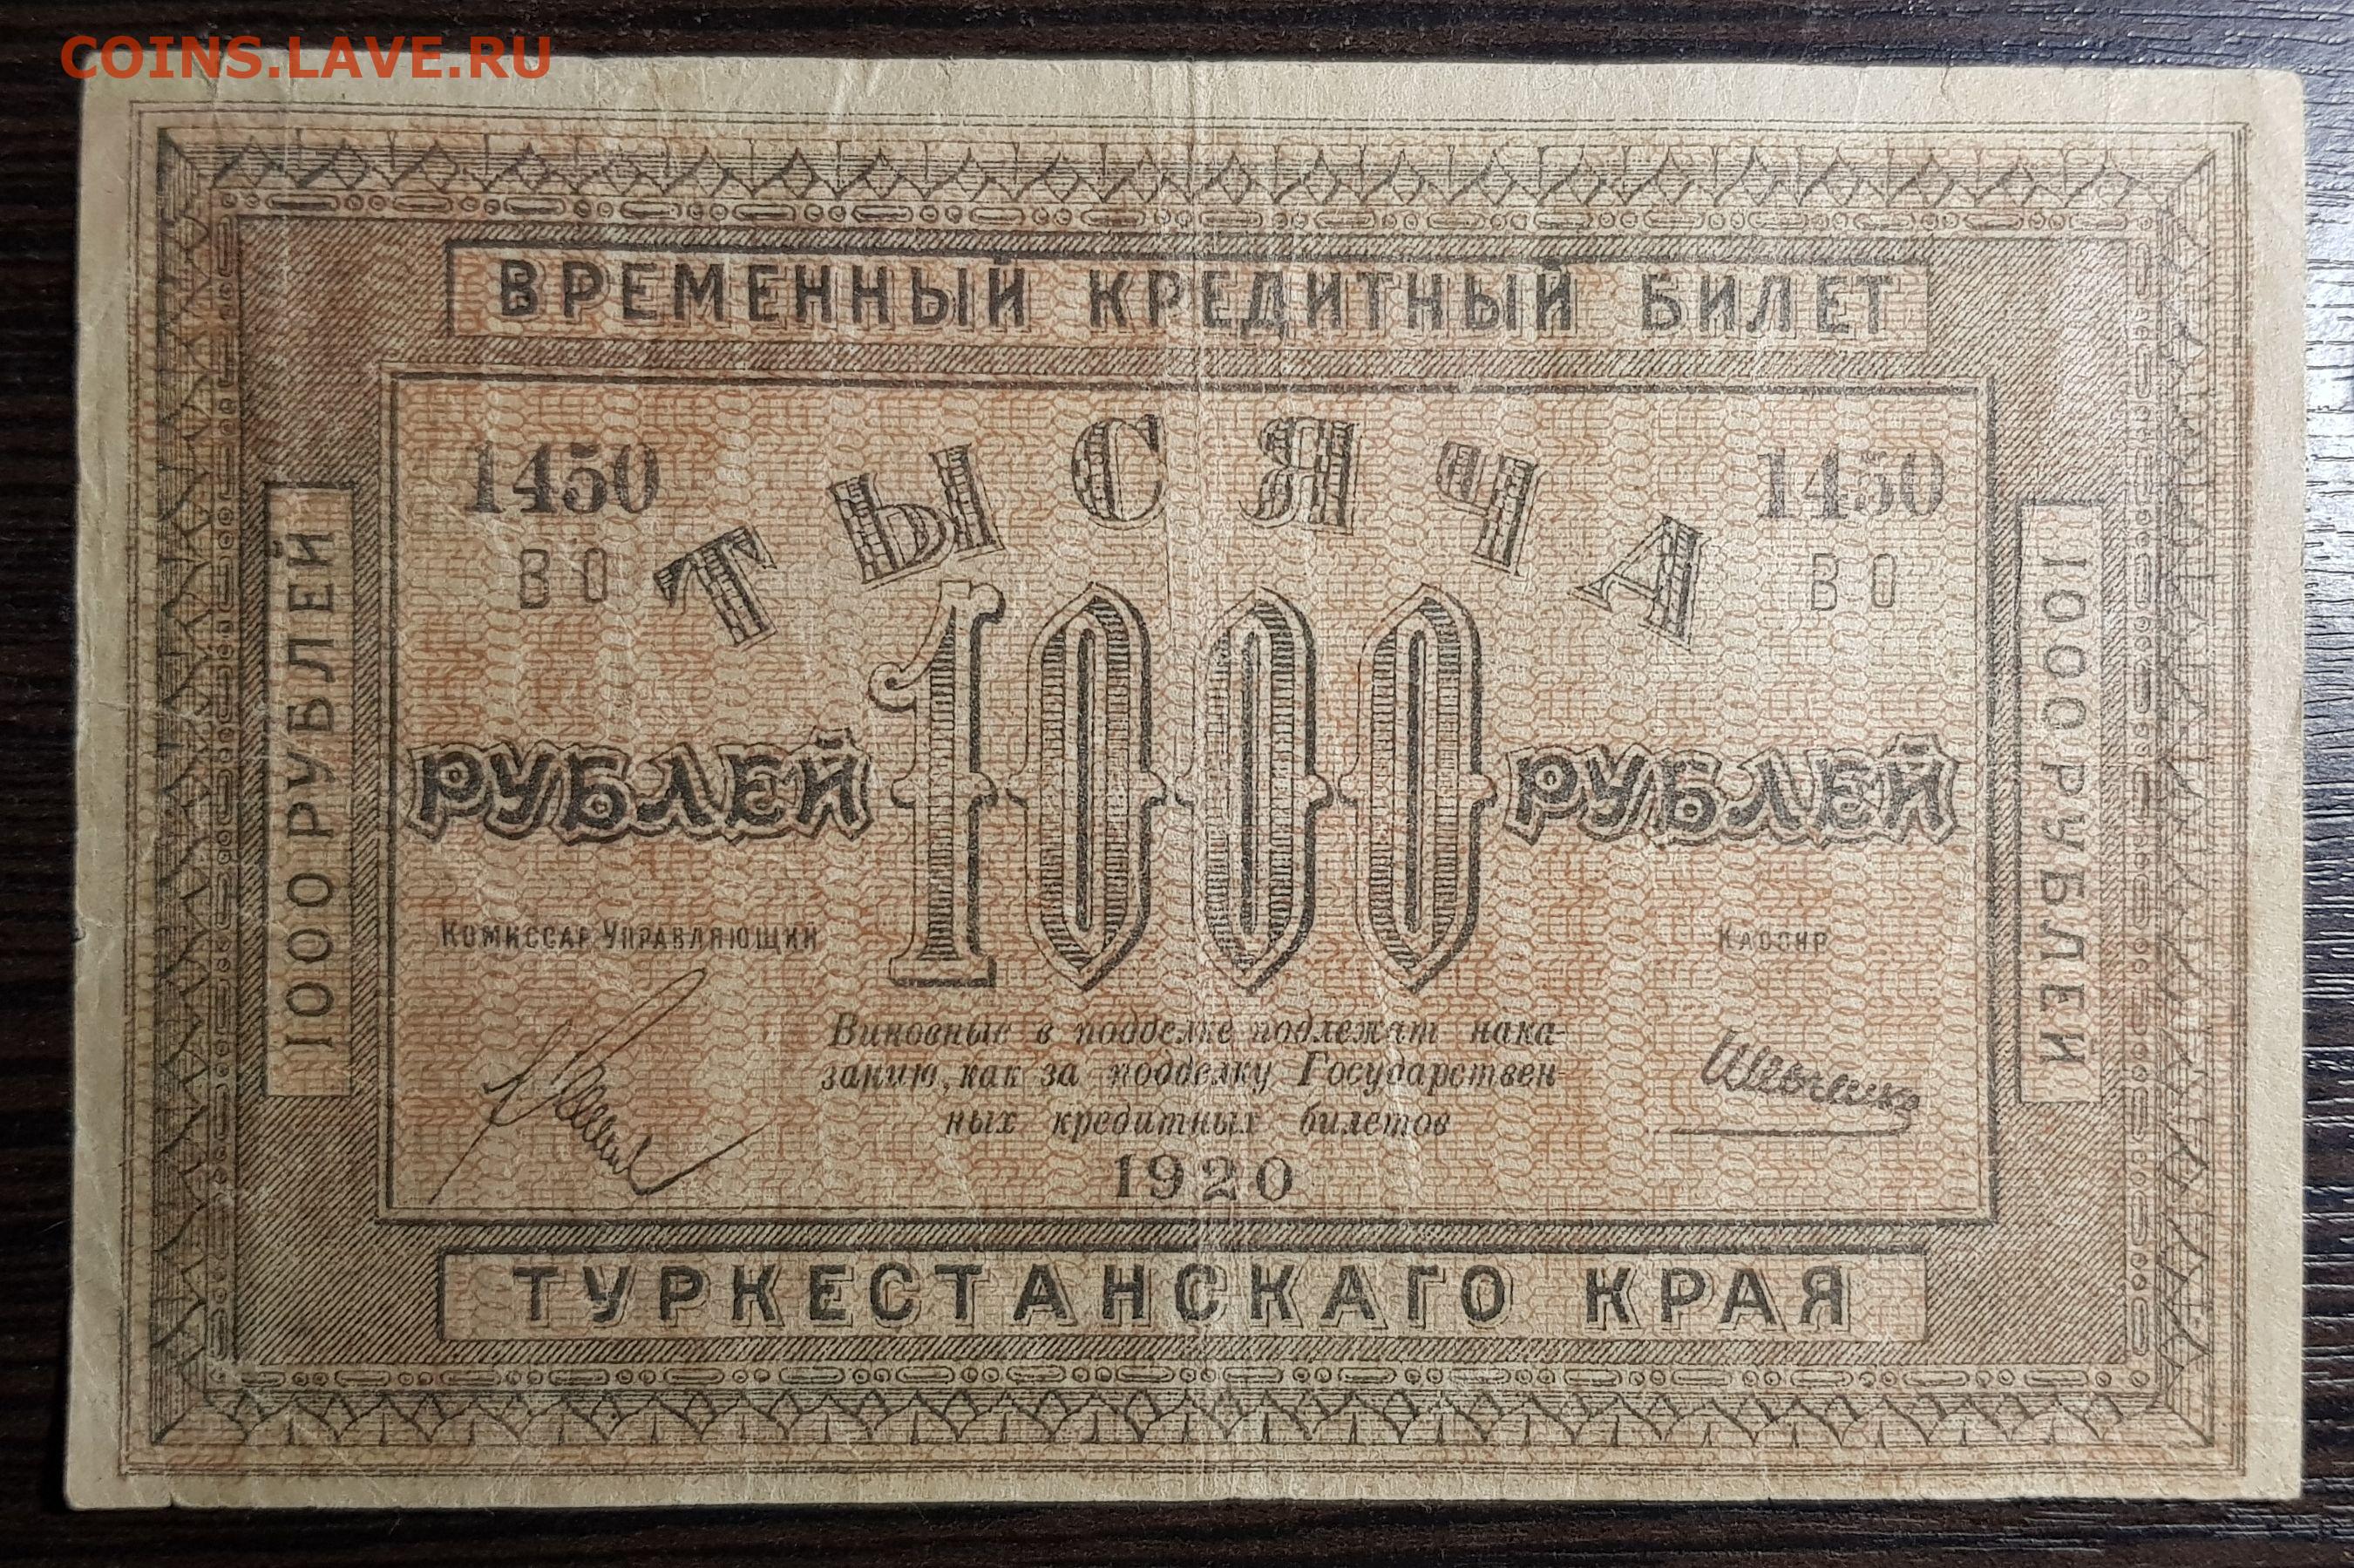 COINS.LAVE.RU
ВРЕМЕННЫЙ КРЕДИТНЫЙ БИЛЕТ
1450 ТЫСЯЧА 1450
ВО ВО
1000 РУБЛЕЙ
РУБЛЕЙ 1000 РУБЛЕЙ
1000 РУБЛЕЙ
КОМИССАР УПРАВЛЯЮЩИЙ КАССИР
Виновные в подделке подлежат нака-
занию, как за подделку Государствен
ных кредитных билетов
Шевченко
1920
ТУРКЕСТАНСКАГО КРАЯ